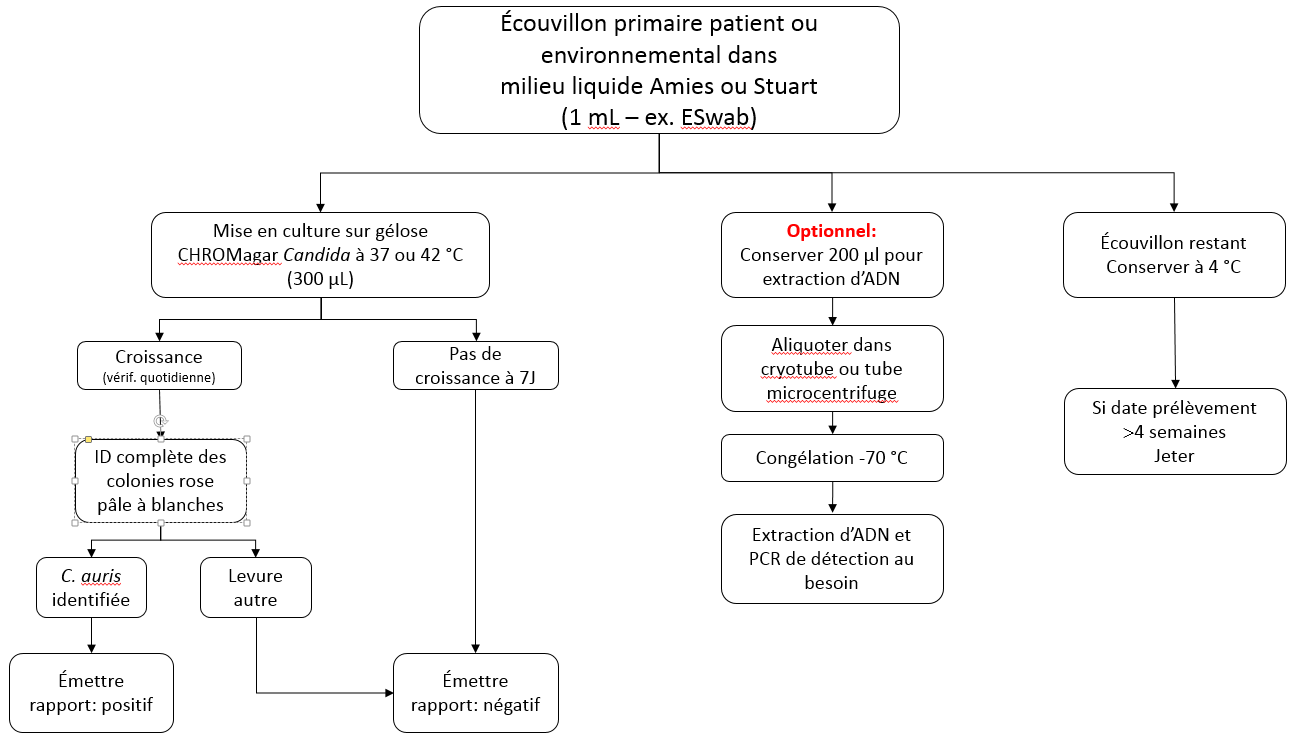 Écouvillon primaire patient ou
environnemental dans
milieu liquide Amies ou Stuart
(1 mL – ex. ESwab)
Mise en culture sur gélose
CHROMagar Candida à 37 ou 42 °C
(300 µL)
Optionnel:
Conserver 200 µl pour
extraction d’ADN
Écouvillon restant
Conserver à 4 °C
Croissance
(vérif. quotidienne)
Pas de
croissance à 7J
Aliquoter dans
cryotube ou tube
microcentrifuge
Si date prélèvement
>4 semaines
Jeter
ID complète des
colonies rose
pâle à blanches
Congélation -70 °C
Extraction d’ADN et
PCR de détection au
besoin
C. auris
identifiée
Levure
autre
Émettre
rapport: positif
Émettre
rapport: négatif